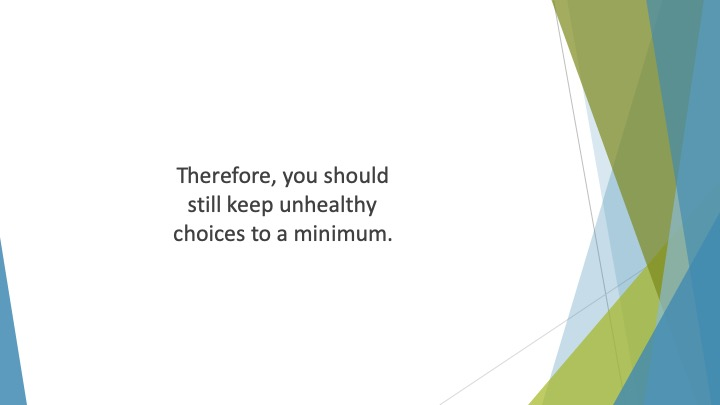 Therefore, you should
still keep unhealthy
choices to a minimum.